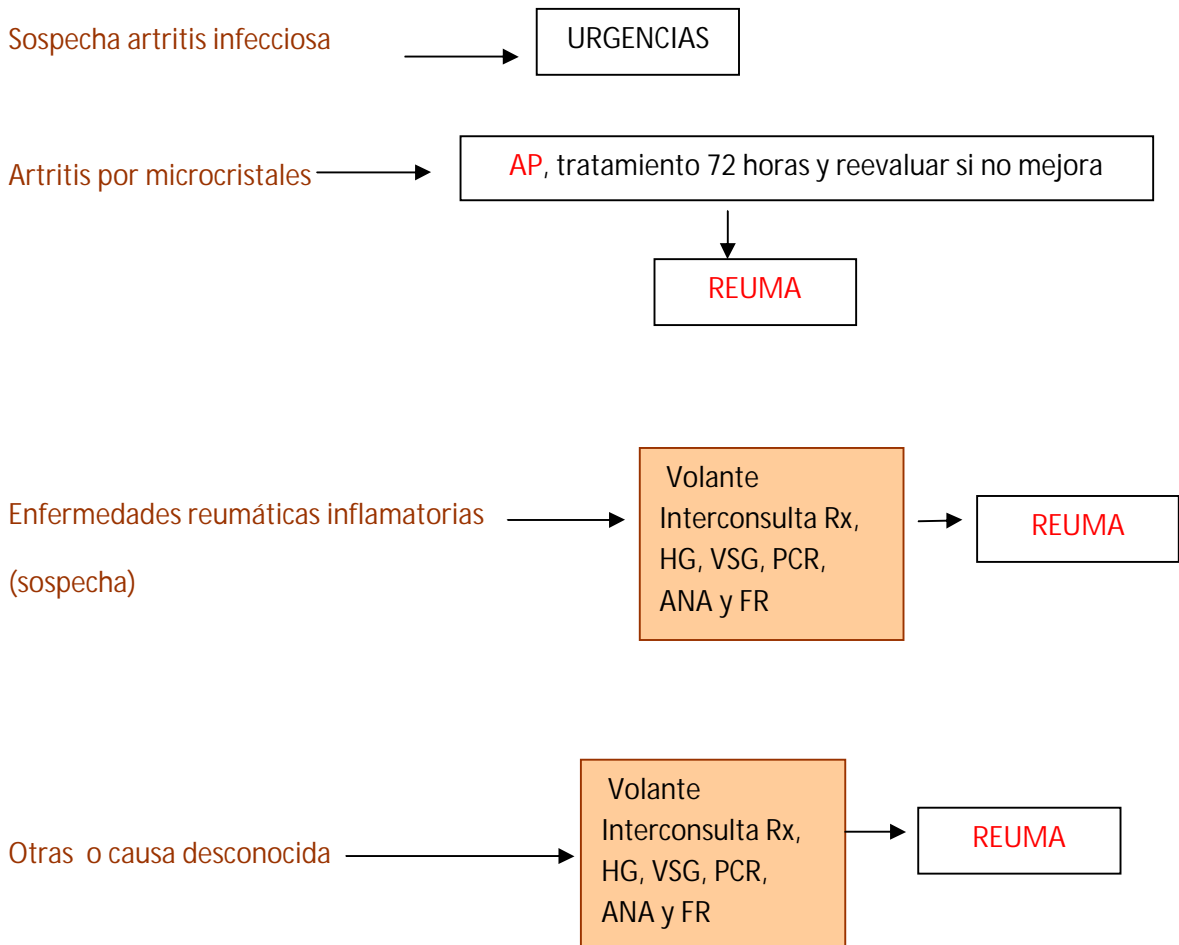 Sospecha artritis infecciosa
URGENCIAS
Artritis por microcristales
AP, tratamiento 72 horas y reevaluar si no mejora
REUMA
Enfermedades reumáticas inflamatorias
(sospecha)
Volante
Interconsulta Rx,
HG, VSG, PCR,
ANA y FR
REUMA
Otras o causa desconocida
Volante
Interconsulta Rx,
HG, VSG, PCR,
ANA y FR
REUMA